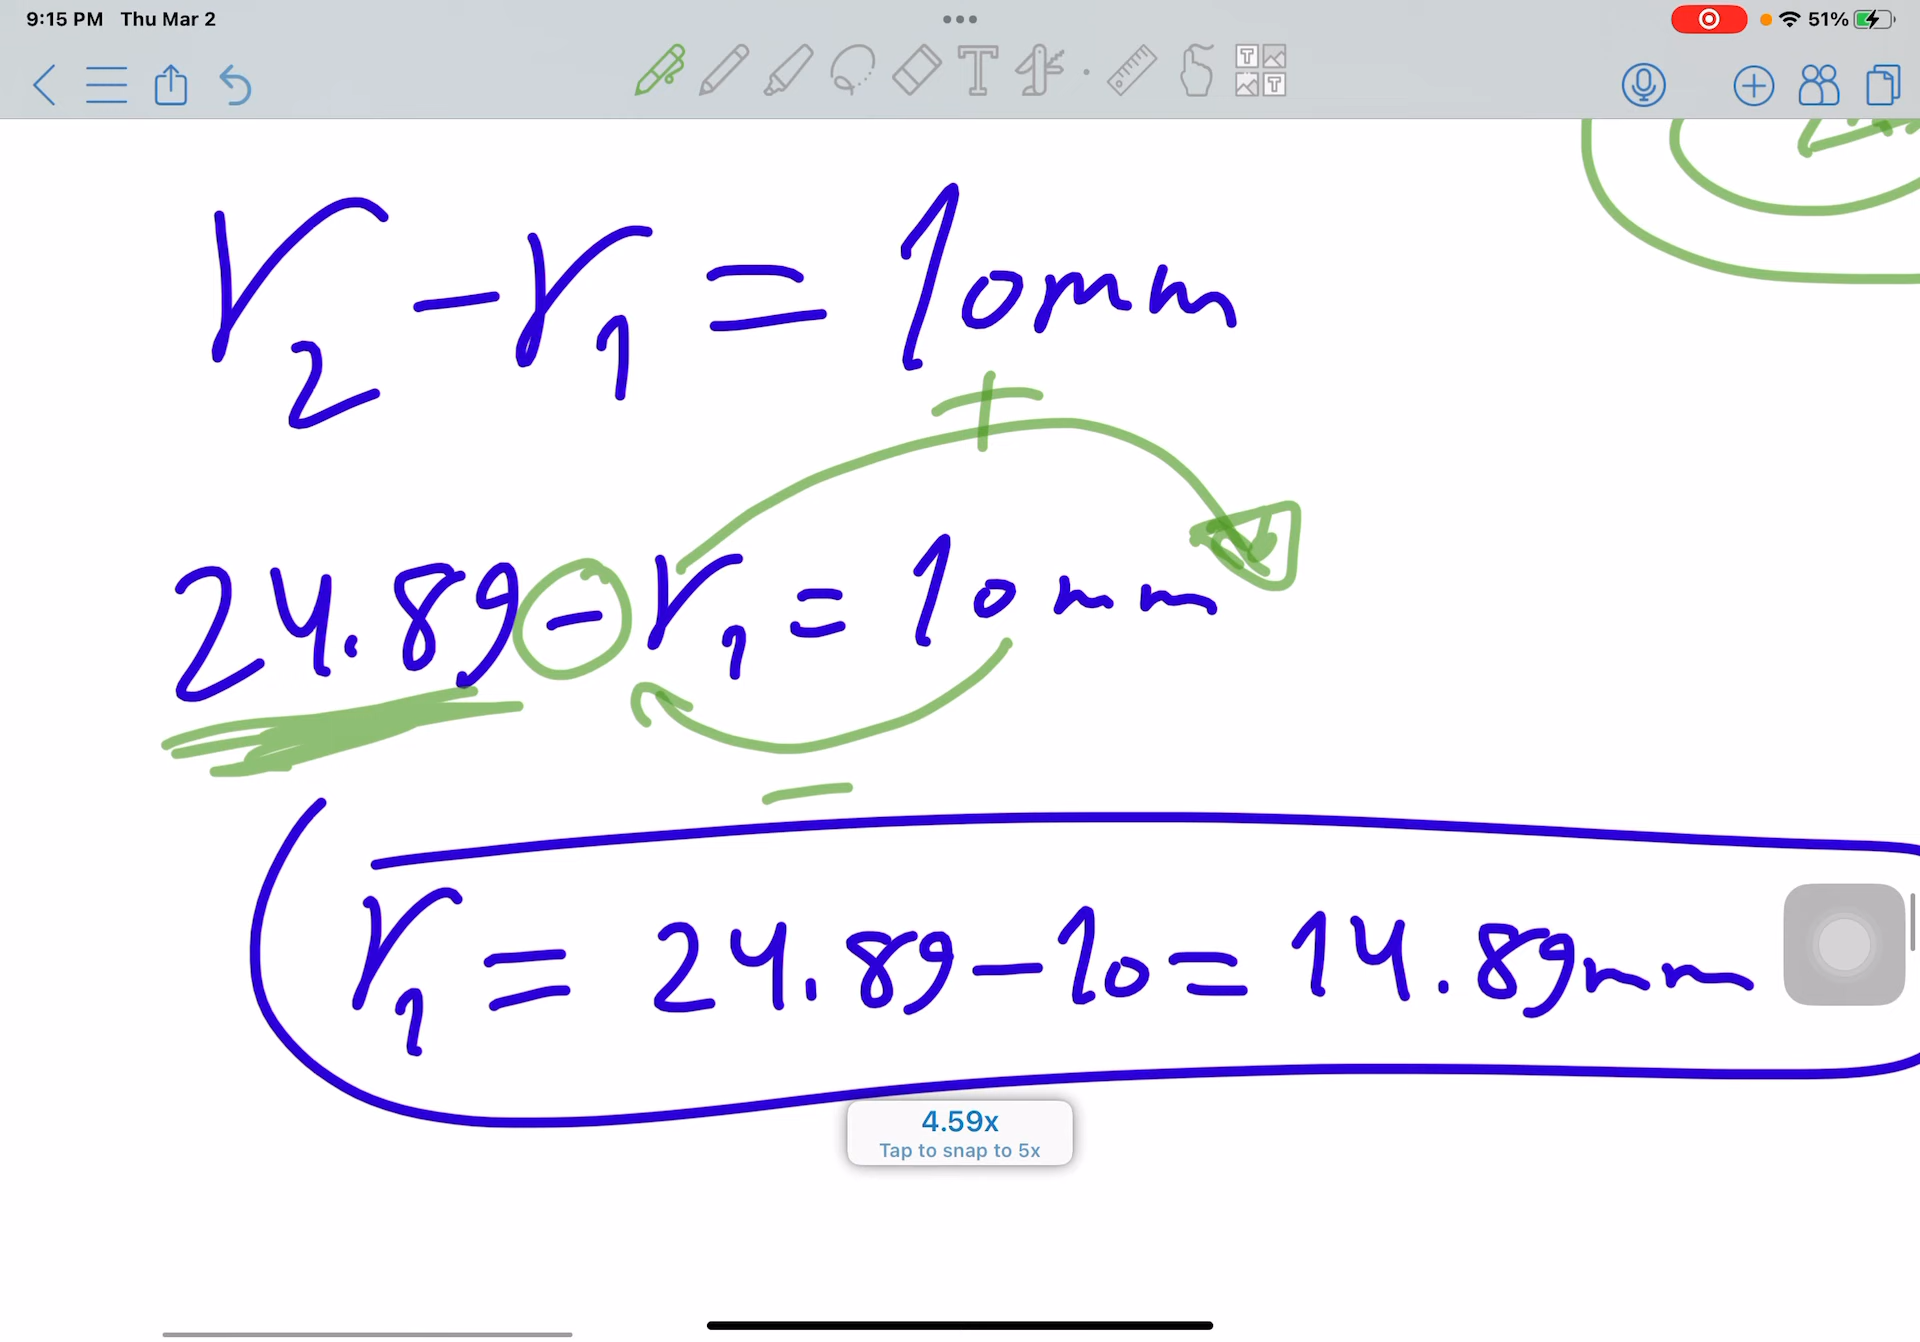 9:15 PM Thu Mar 2
51%
r₂ - r₁ = 10mm
+
24.89 - r₁ = 10mm
-
r₁ = 24.89 - 10 = 14.89mm
4.59x
Tap to snap to 5x